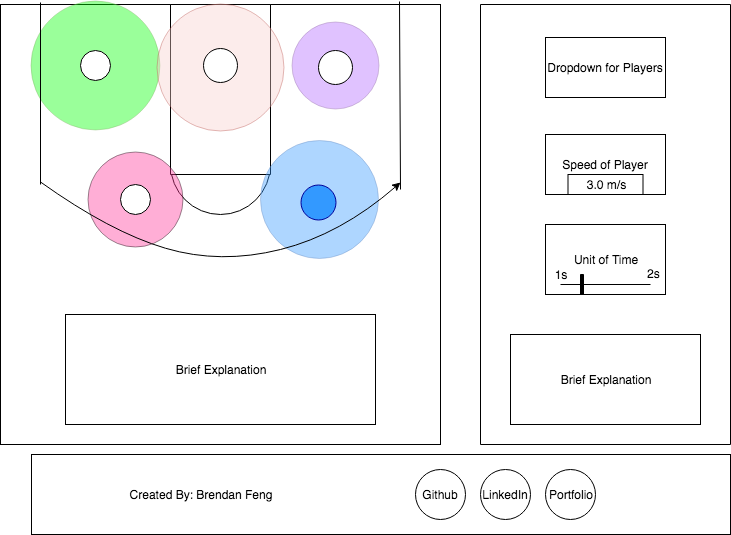 Dropdown for Players
Speed of Player
3.0 m/s
Unit of Time
1s
2s
Brief Explanation
Brief Explanation
Created By: Brendan Feng
Github
LinkedIn
Portfolio